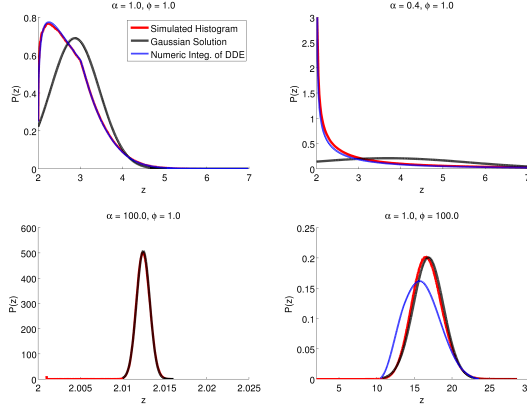 α = 1.0, ϕ = 1.0
0.8
0.6
0.4
0.2
0
P(z)
2 3 4 5 6 7
z
Simulated Histogram
Gaussian Solution
Numeric Integ. of DDE
α = 0.4, ϕ = 1.0
3
2.5
2
1.5
1
0.5
0
P(z)
2 3 4 5 6 7
z
α = 100.0, ϕ = 1.0
600
500
400
300
200
100
0
P(z)
2 2.005 2.01 2.015 2.02 2.025
z
α = 1.0, ϕ = 100.0
0.25
0.2
0.15
0.1
0.05
0
P(z)
5 10 15 20 25
z